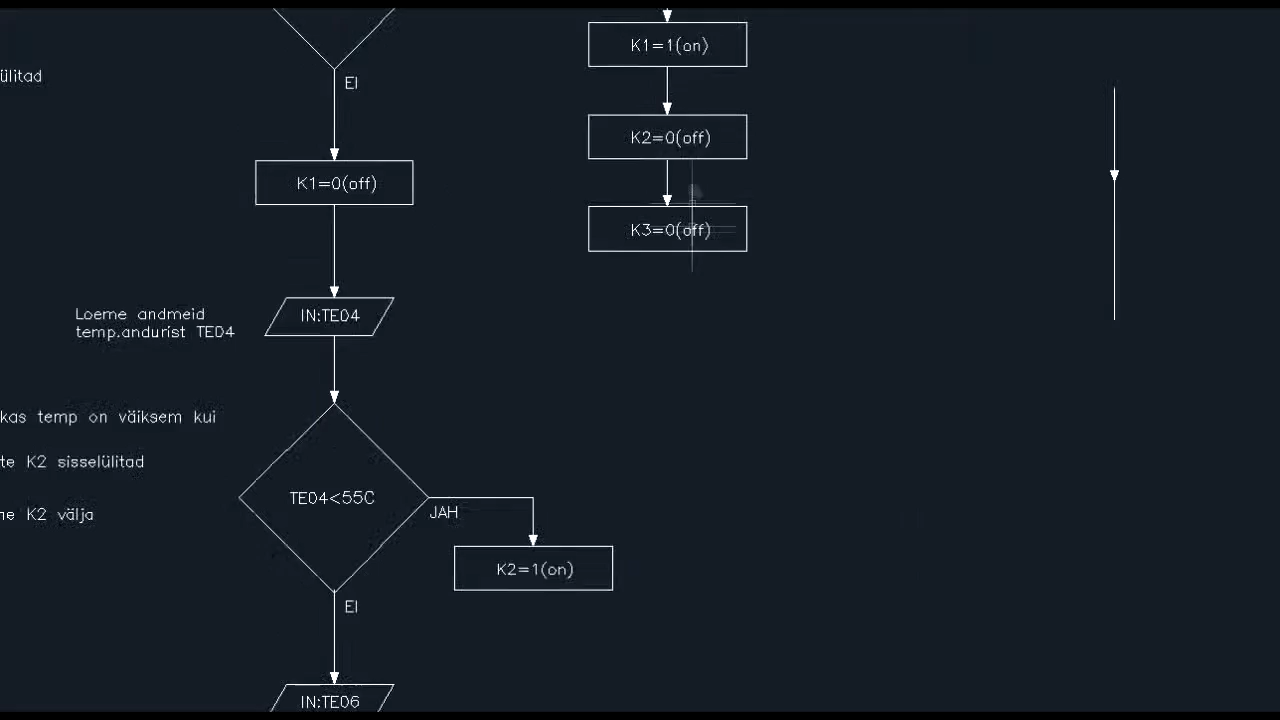 K1=1(on)
ülitad
EI
K2=0(off)
K1=0(off)
K3=0(off)
Loeme andmeid
temp.andurist TE04
IN:TE04
kas temp on väiksem kui
te K2 sisselülitad
TE04<55C
JAH
K2 välja
K2=1(on)
EI
IN:TE06